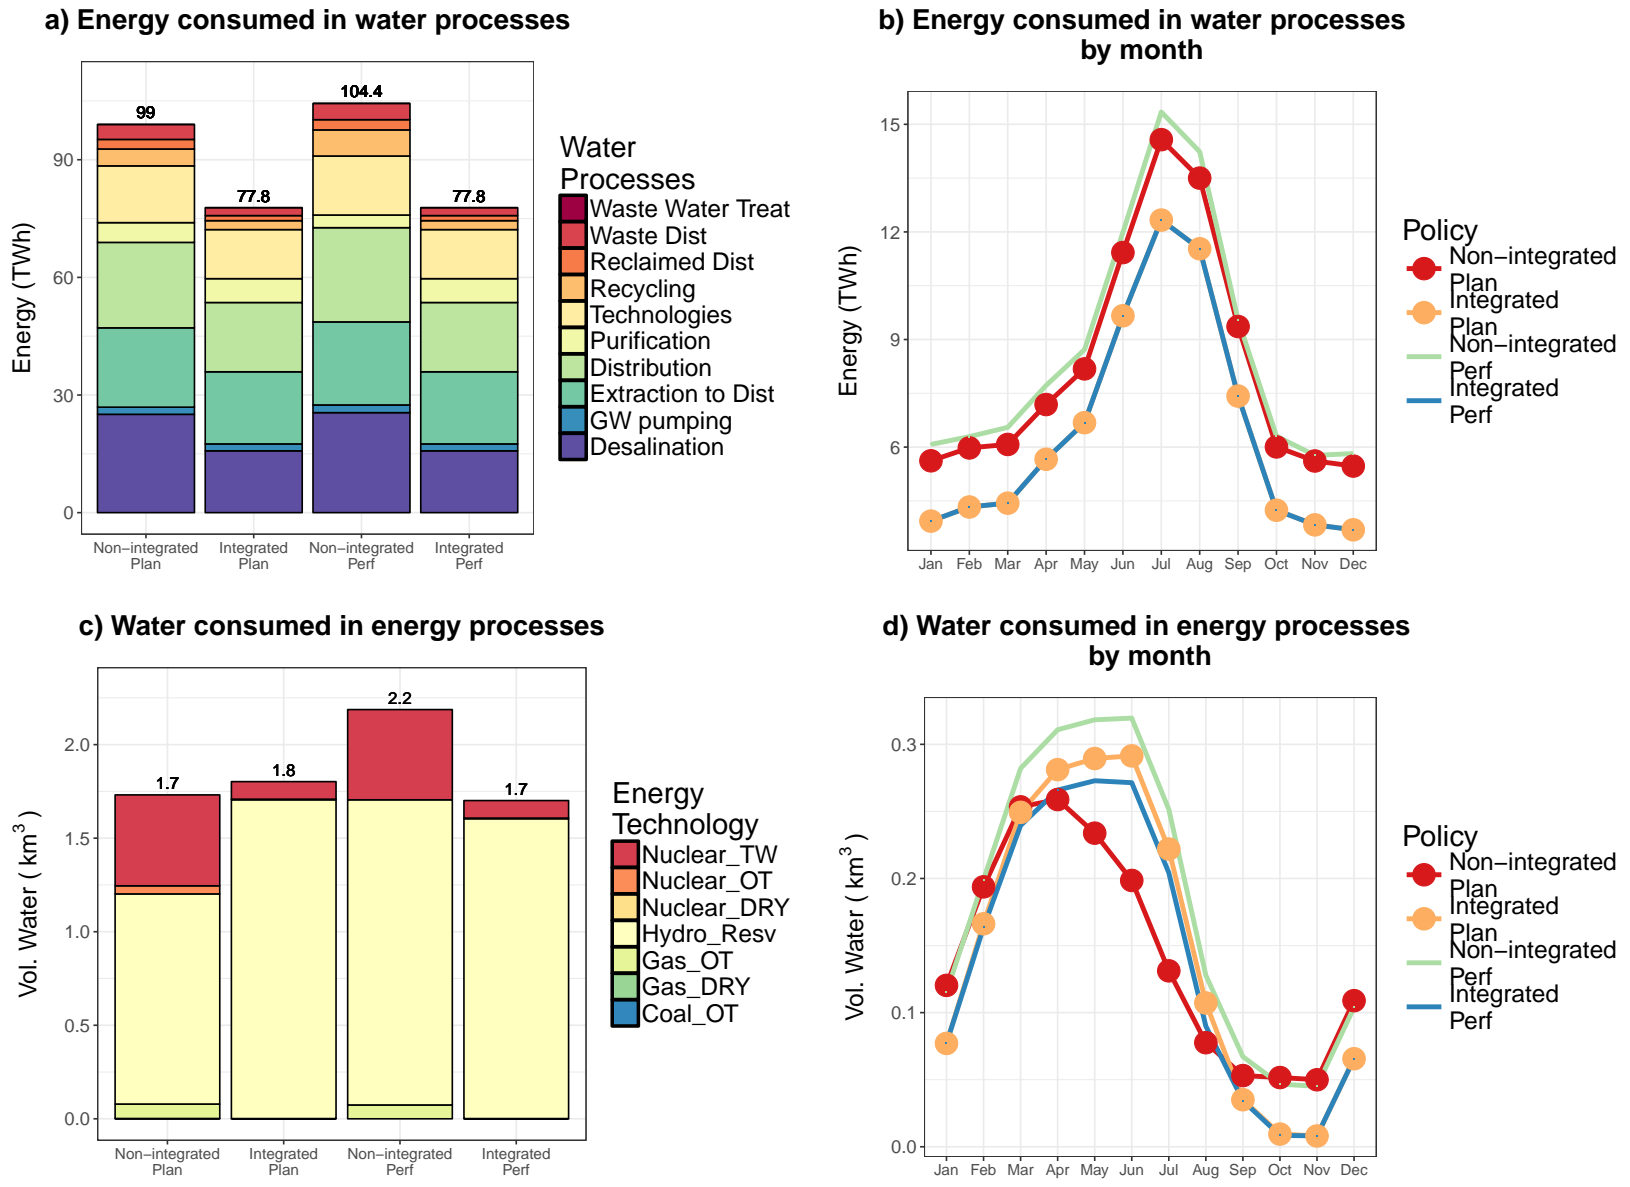 a) Energy consumed in water processes
Energy (TWh)
90
60
30
0
99
77.8
104.4
77.8
Non−integrated
Plan
Integrated
Plan
Non−integrated
Perf
Integrated
Perf
Water
Processes
Waste Water Treat
Waste Dist
Reclaimed Dist
Recycling
Technologies
Purification
Distribution
Extraction to Dist
GW pumping
Desalination
b) Energy consumed in water processes
by month
Energy (TWh)
15
12
9
6
Jan Feb Mar Apr May Jun Jul Aug Sep Oct Nov Dec
Policy
Non−integrated
Plan
Integrated
Plan
Non−integrated
Perf
Integrated
Perf
c) Water consumed in energy processes
Vol. Water ( km³ )
2.0
1.5
1.0
0.5
0.0
1.7
1.8
2.2
1.7
Non−integrated
Plan
Integrated
Plan
Non−integrated
Perf
Integrated
Perf
Energy
Technology
Nuclear_TW
Nuclear_OT
Nuclear_DRY
Hydro_Resv
Gas_OT
Gas_DRY
Coal_OT
d) Water consumed in energy processes
by month
Vol. Water ( km³ )
0.3
0.2
0.1
0.0
Jan Feb Mar Apr May Jun Jul Aug Sep Oct Nov Dec
Policy
Non−integrated
Plan
Integrated
Plan
Non−integrated
Perf
Integrated
Perf